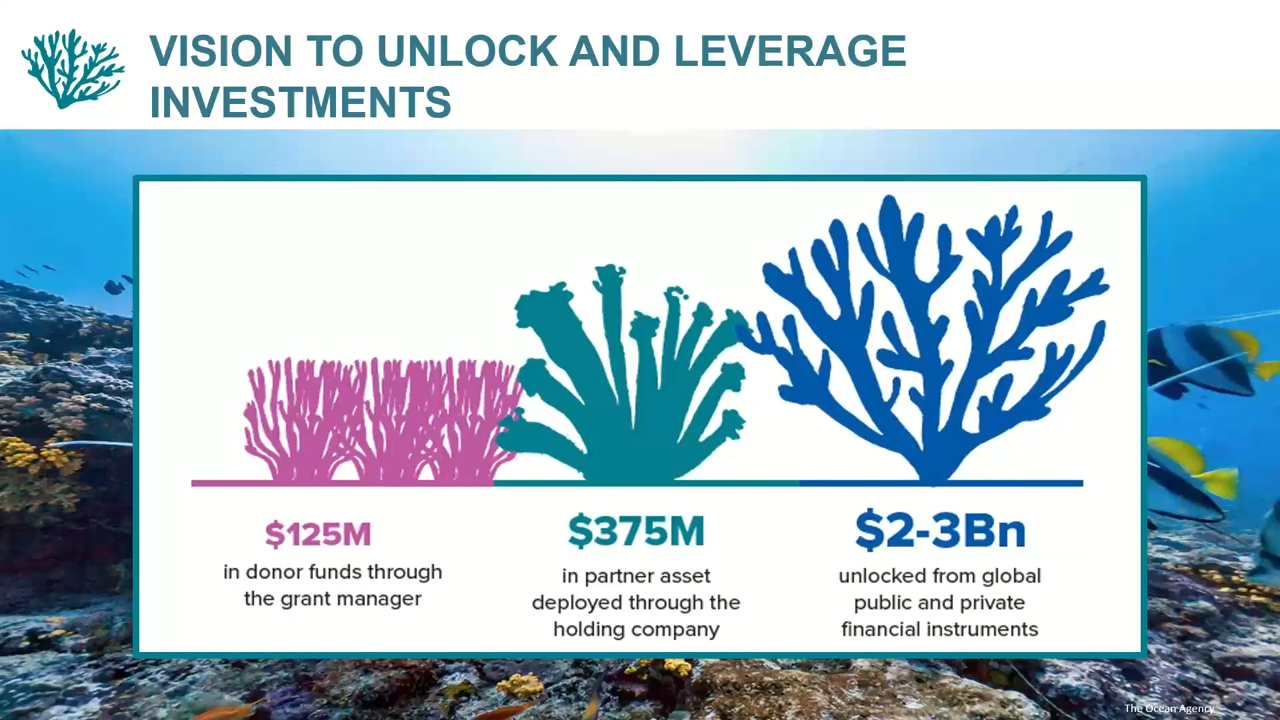 VISION TO UNLOCK AND LEVERAGE
INVESTMENTS
$125M
in donor funds through
the grant manager
$375M
in partner asset
deployed through the
holding company
$2-3Bn
unlocked from global
public and private
financial instruments
The Ocean Agency